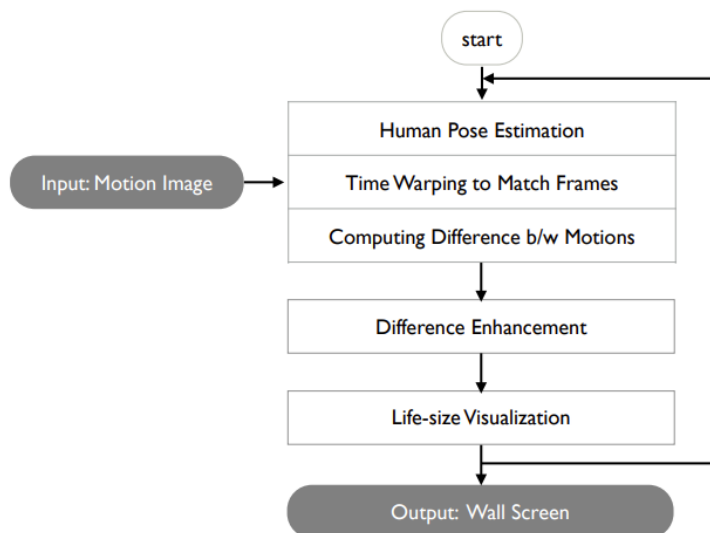 start
Human Pose Estimation
Input: Motion Image
Time Warping to Match Frames
Computing Difference b/w Motions
Difference Enhancement
Life-size Visualization
Output: Wall Screen